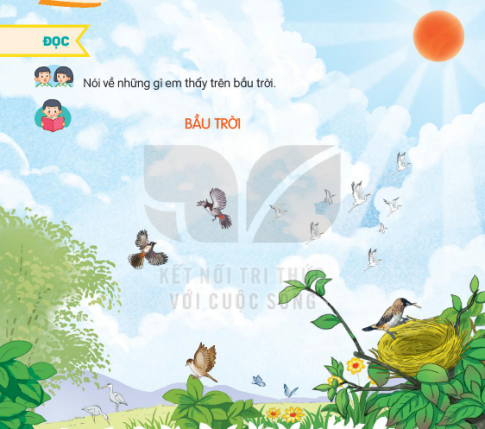 ĐỌC
Nói về những gì em thấy trên bầu trời.
BẦU TRỜI
KẾT NỐI TRI THỨC
VỚI CUỘC SỐNG